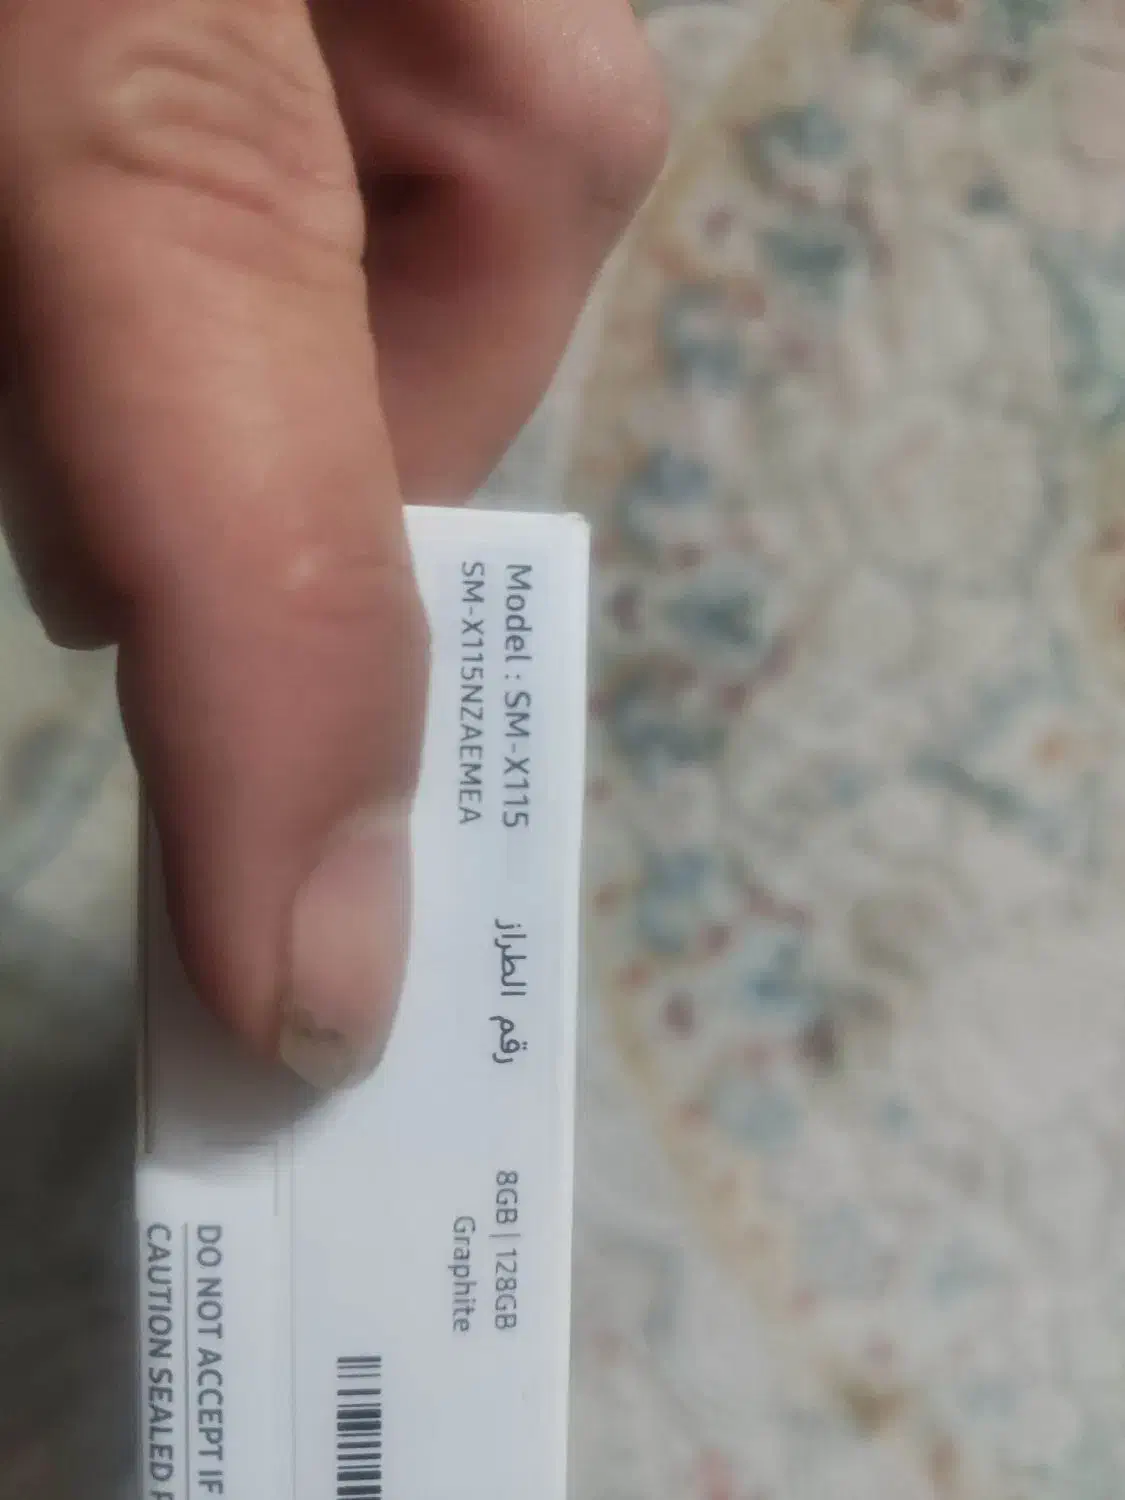 Model : SM-X115 رقم الطراز 8GB | 128GB
SM-X115NZAEMEA Graphite
DO NOT ACCEPT IF
CAUTION SEALED